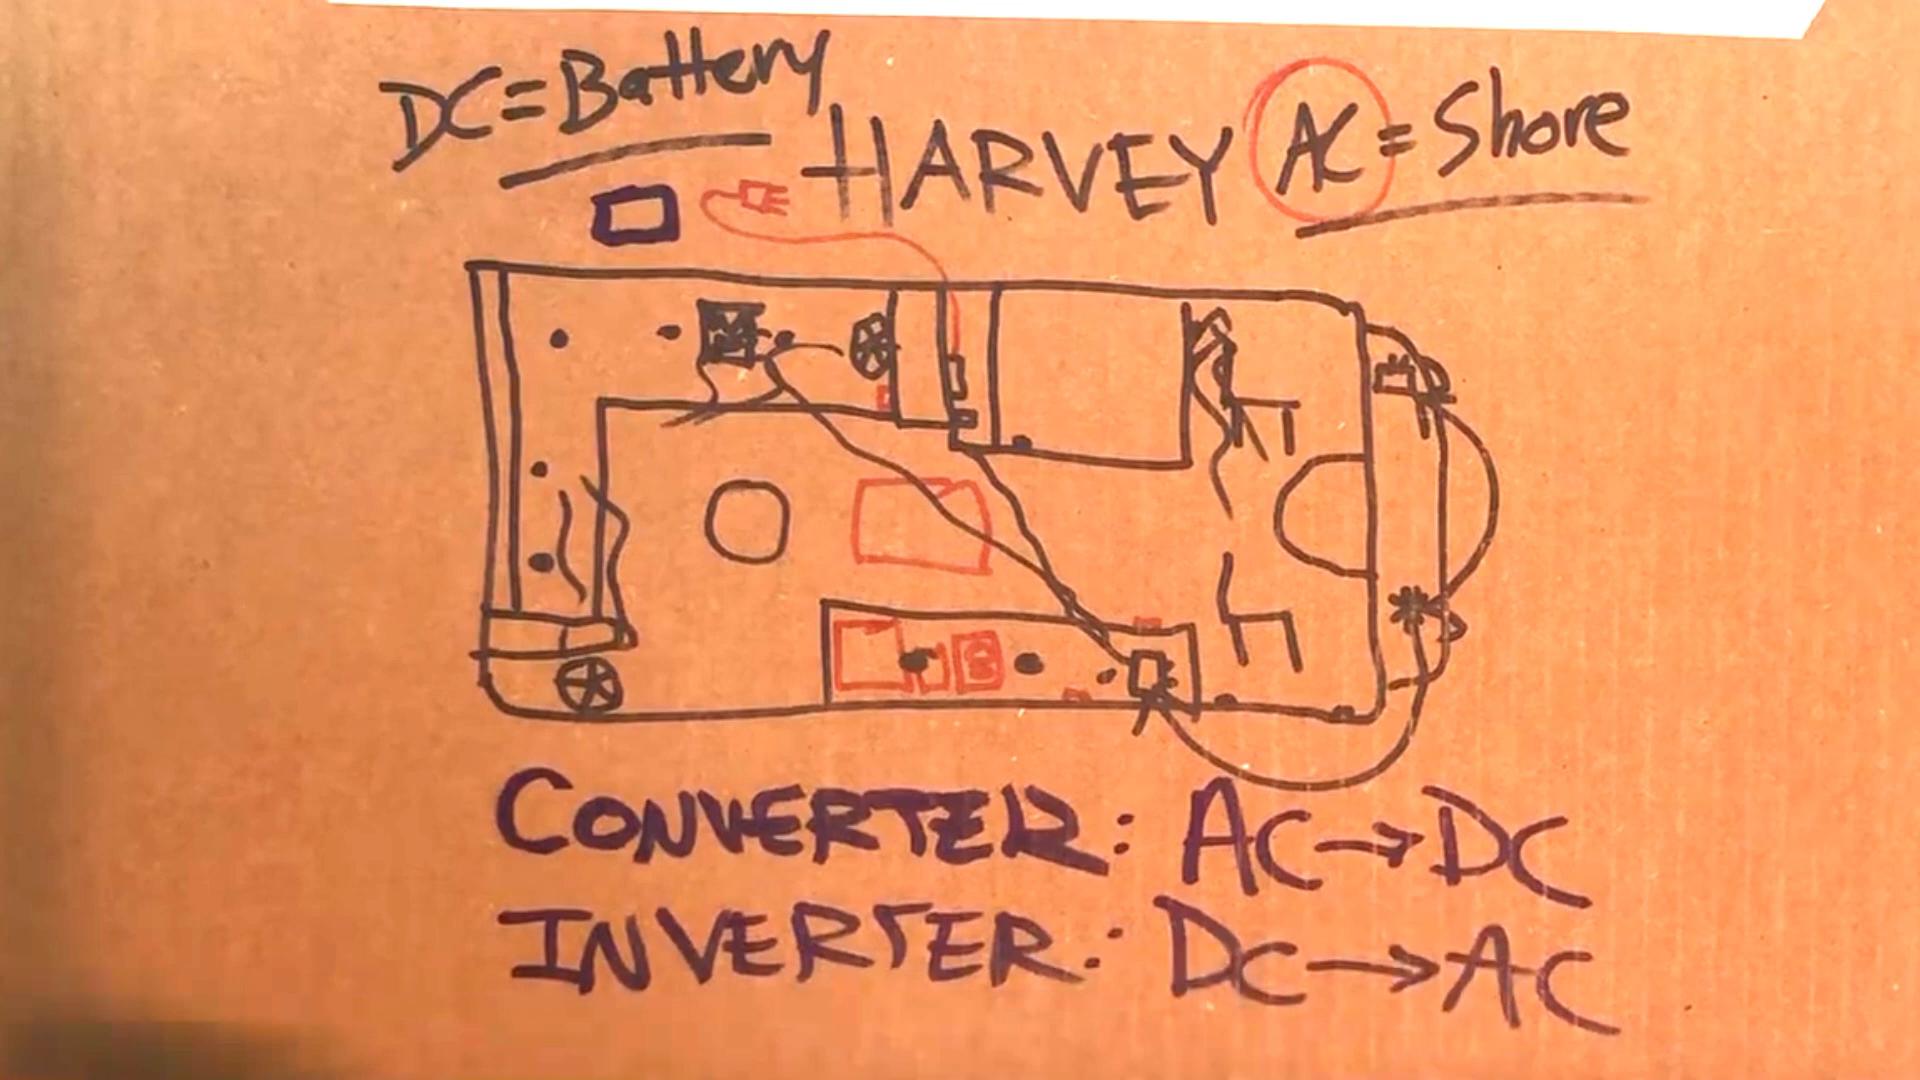 DC = Battery
HARVEY
AC = Shore
CONVERTER: AC → DC
INVERTER: DC → AC